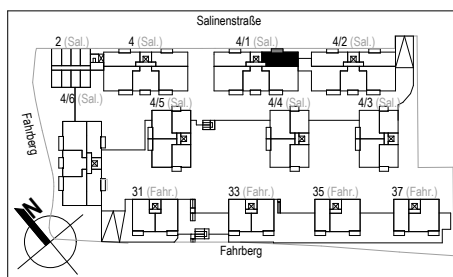 Salinenstraße
2 (Sal.) 4 (Sal.) 4/1 (Sal.) 4/2 (Sal.)
4/6 (Sal.) 4/5 (Sal.) 4/4 (Sal.) 4/3 (Sal.)
Fahrberg
31 (Fahr.) 33 (Fahr.) 35 (Fahr.) 37 (Fahr.)
N
Fahrberg